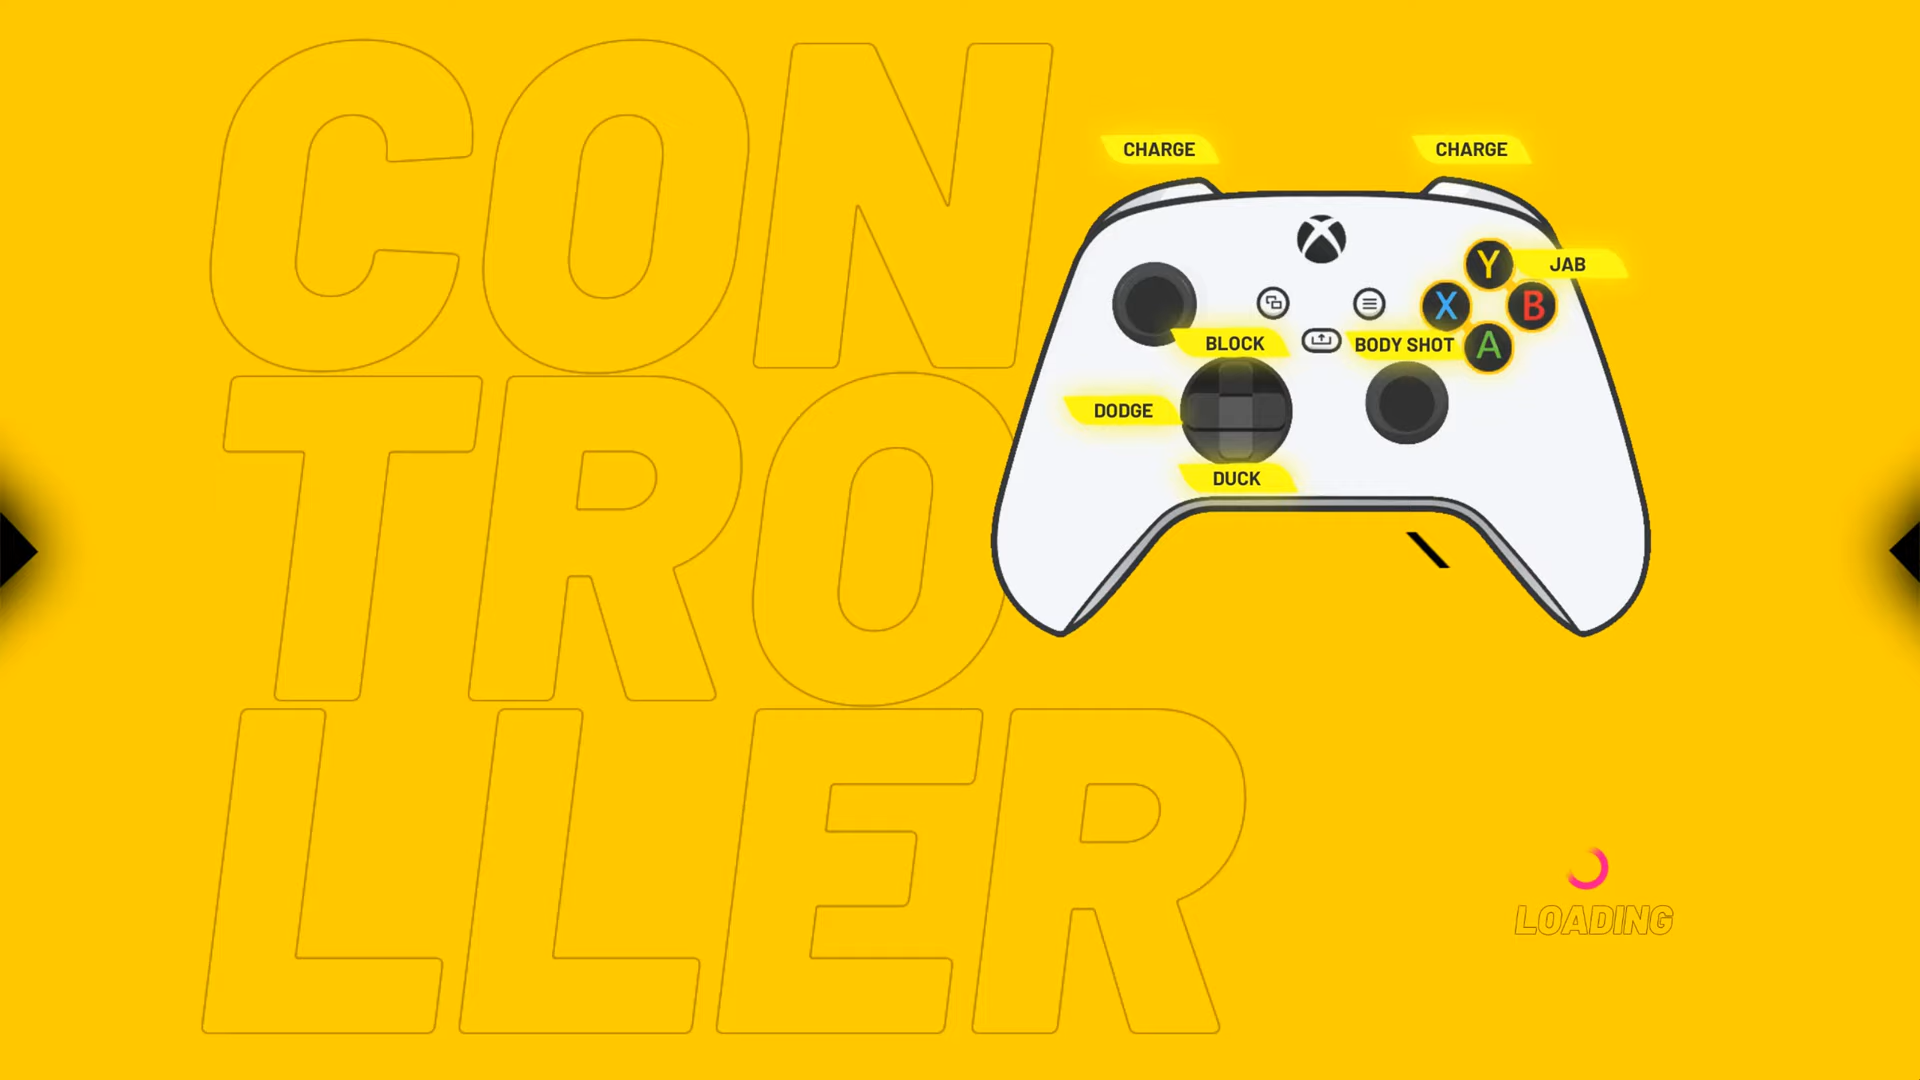 CON
TRO
LLER
CHARGE
CHARGE
Y
JAB
X
B
BLOCK
BODY SHOT
A
DODGE
DUCK
LOADING